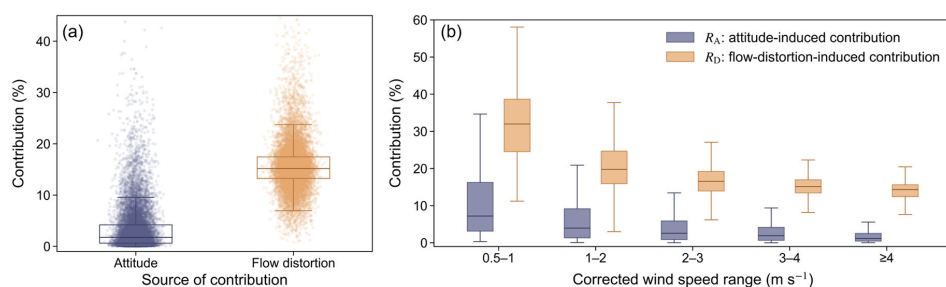 (a)
Contribution (%)
40
30
20
10
0
Attitude
Flow distortion
Source of contribution
(b)
Contribution (%)
60
50
40
30
20
10
0
R_A: attitude-induced contribution
R_D: flow-distortion-induced contribution
0.5–1
1–2
2–3
3–4
≥4
Corrected wind speed range (m s⁻¹)